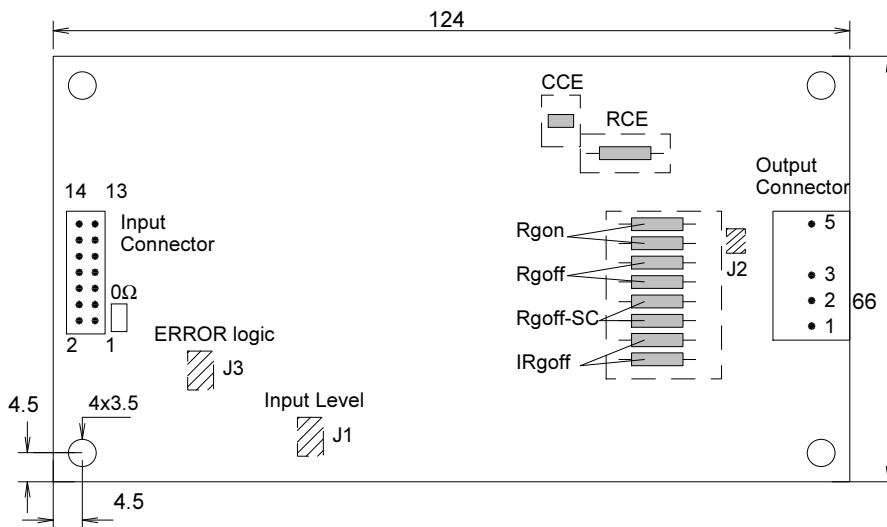 124
CCE
RCE
Output
Connector
14 13
Input
Connector
Rgon
5
J2
Rgoff
3
0Ω
Rgoff-SC
2
66
2 1
1
ERROR logic
J3
IRgoff
4.5
4x3.5
Input Level
J1
4.5